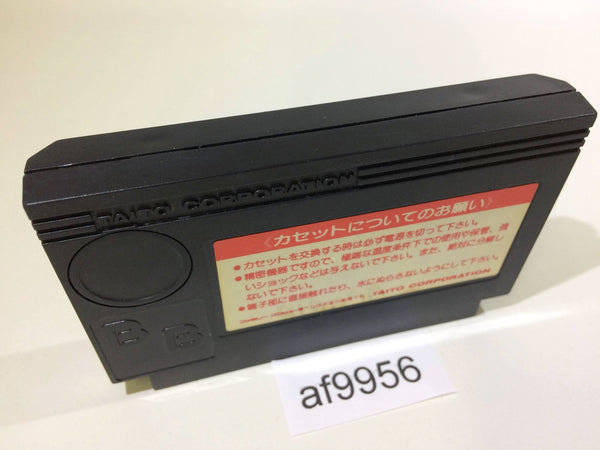 TAITO CORPORATION
〈カセットについてのお願い〉
●カセットを交換する時は必ず電源を切って下さい。
●精密機器ですので、極端な温度条件下での使用や保管、強
いショックなどは与えないで下さい。また、絶対に分解し
ないで下さい。
●端子部に直接触れたり、水にぬらさないようにして下さい。
TAITO CORPORATION
B B
af9956